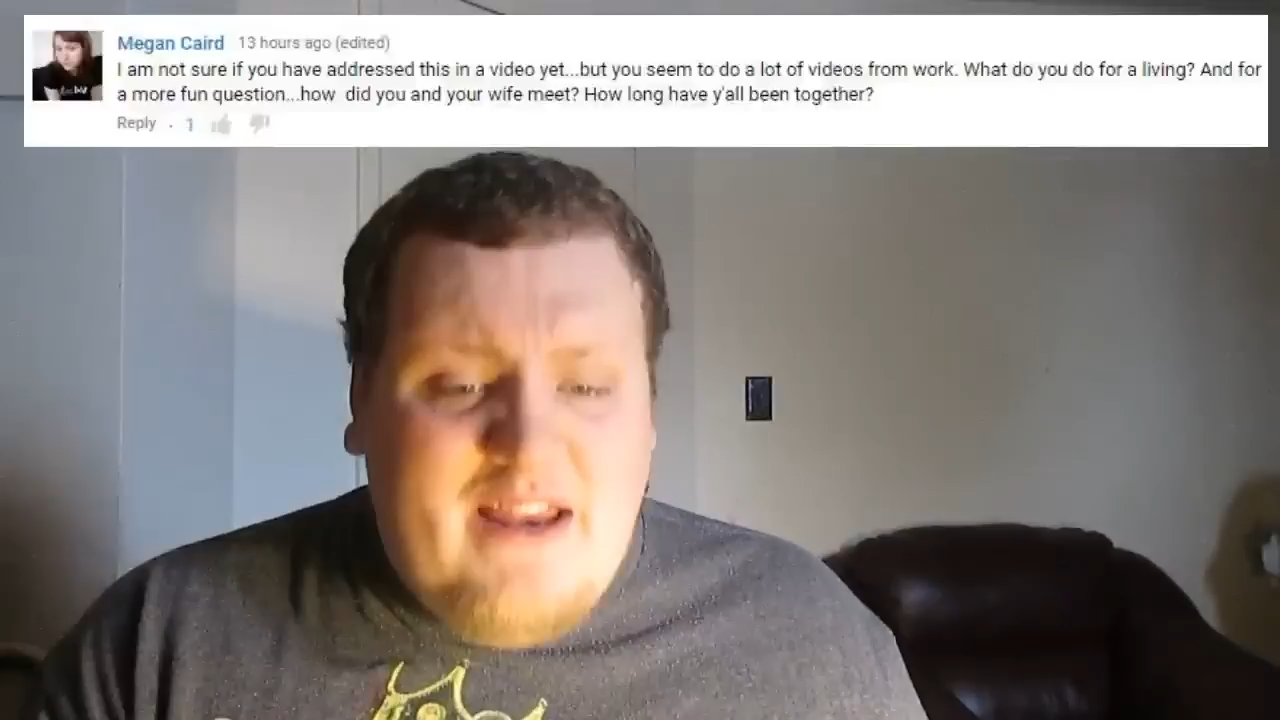 Megan Caird 13 hours ago (edited)
I am not sure if you have addressed this in a video yet...but you seem to do a lot of videos from work. What do you do for a living? And for
a more fun question...how did you and your wife meet? How long have y'all been together?
Reply . 1